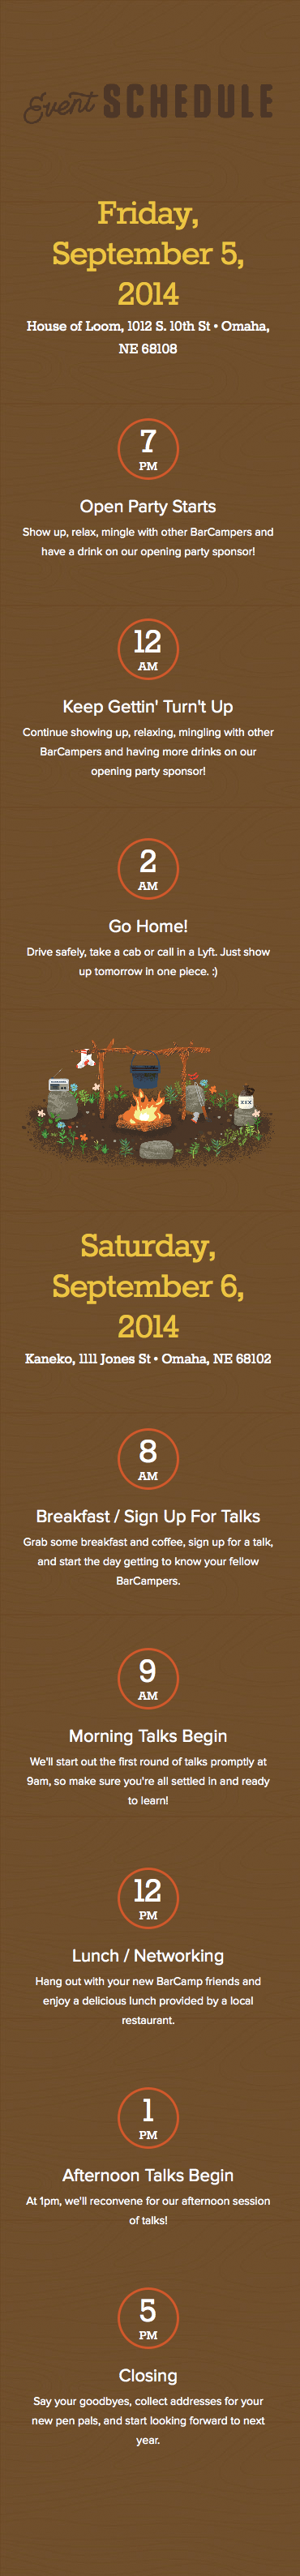 Event SCHEDULE
Friday,
September 5,
2014
House of Loom, 1012 S. 10th St • Omaha,
NE 68108
7
PM
Open Party Starts
Show up, relax, mingle with other BarCampers and
have a drink on our opening party sponsor!
12
AM
Keep Gettin' Turn't Up
Continue showing up, relaxing, mingling with other
BarCampers and having more drinks on our
opening party sponsor!
2
AM
Go Home!
Drive safely, take a cab or call in a Lyft. Just show
up tomorrow in one piece. :)
XXX
Saturday,
September 6,
2014
Kaneko, 1111 Jones St • Omaha, NE 68102
8
AM
Breakfast / Sign Up For Talks
Grab some breakfast and coffee, sign up for a talk,
and start the day getting to know your fellow
BarCampers.
9
AM
Morning Talks Begin
We'll start out the first round of talks promptly at
9am, so make sure you're all settled in and ready
to learn!
12
PM
Lunch / Networking
Hang out with your new BarCamp friends and
enjoy a delicious lunch provided by a local
restaurant.
1
PM
Afternoon Talks Begin
At 1pm, we'll reconvene for our afternoon session
of talks!
5
PM
Closing
Say your goodbyes, collect addresses for your
new pen pals, and start looking forward to next
year.